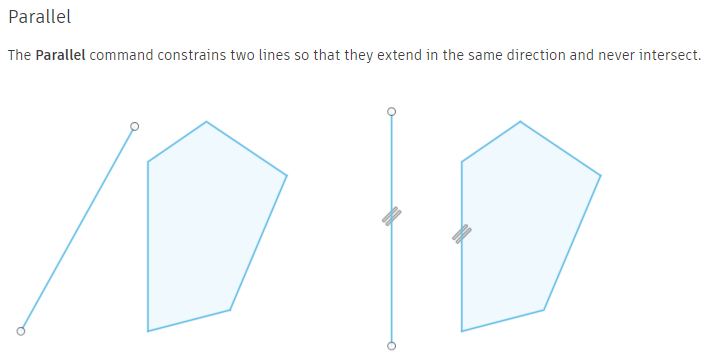 Parallel
The Parallel command constrains two lines so that they extend in the same direction and never intersect.